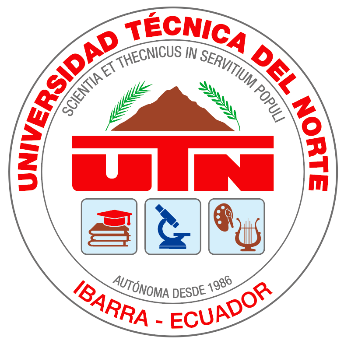 UNIVERSIDAD TÉCNICA DEL NORTE
SCIENTIA ET THECNICUS IN SERVITIUM POPULI
UTN
AUTÓNOMA DESDE 1986
IBARRA - ECUADOR